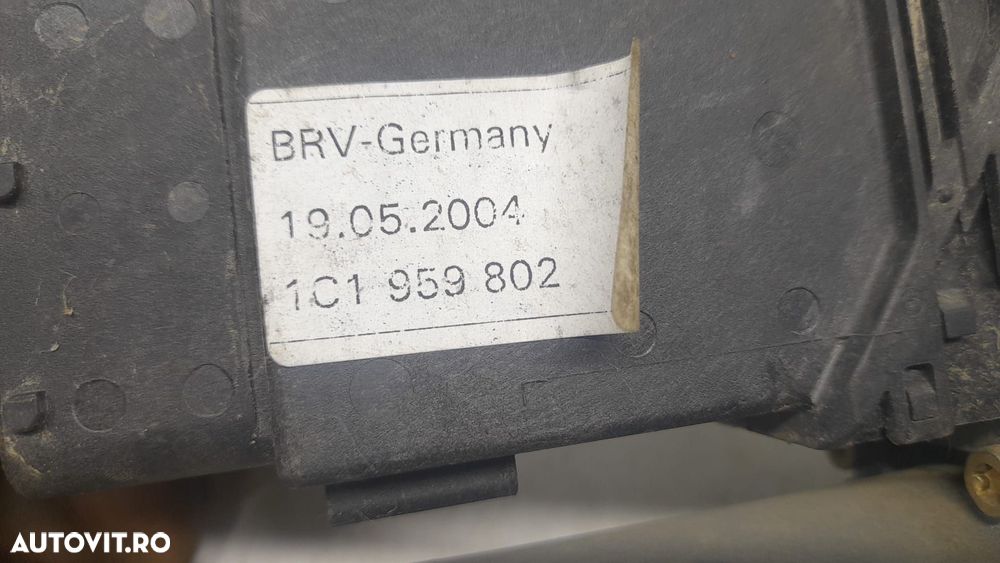 BRV-Germany
19.05.2004
1C1 959 802
AUTOVIT.RO